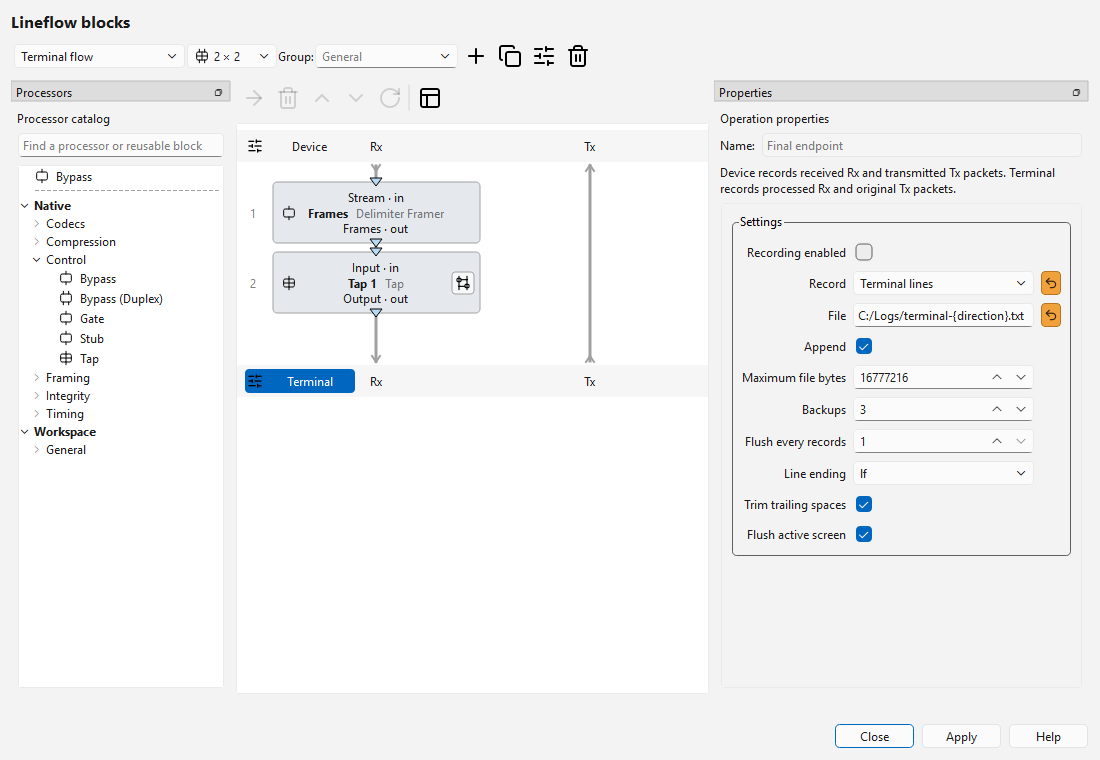 Lineflow blocks
Terminal flow
2 × 2
Group:
General
Processors
Processor catalog
Find a processor or reusable block
Bypass
Native
Codecs
Compression
Control
Bypass
Bypass (Duplex)
Gate
Stub
Tap
Framing
Integrity
Timing
Workspace
General
Device Rx Tx
1
Stream · in
Frames Delimiter Framer
Frames · out
2
Input · in
Tap 1 Tap
Output · out
Terminal Rx Tx
Properties
Operation properties
Name: Final endpoint
Device records received Rx and transmitted Tx packets. Terminal
records processed Rx and original Tx packets.
Settings
Recording enabled
Record Terminal lines
File C:/Logs/terminal-{direction}.txt
Append
Maximum file bytes 16777216
Backups 3
Flush every records 1
Line ending lf
Trim trailing spaces
Flush active screen
Close Apply Help